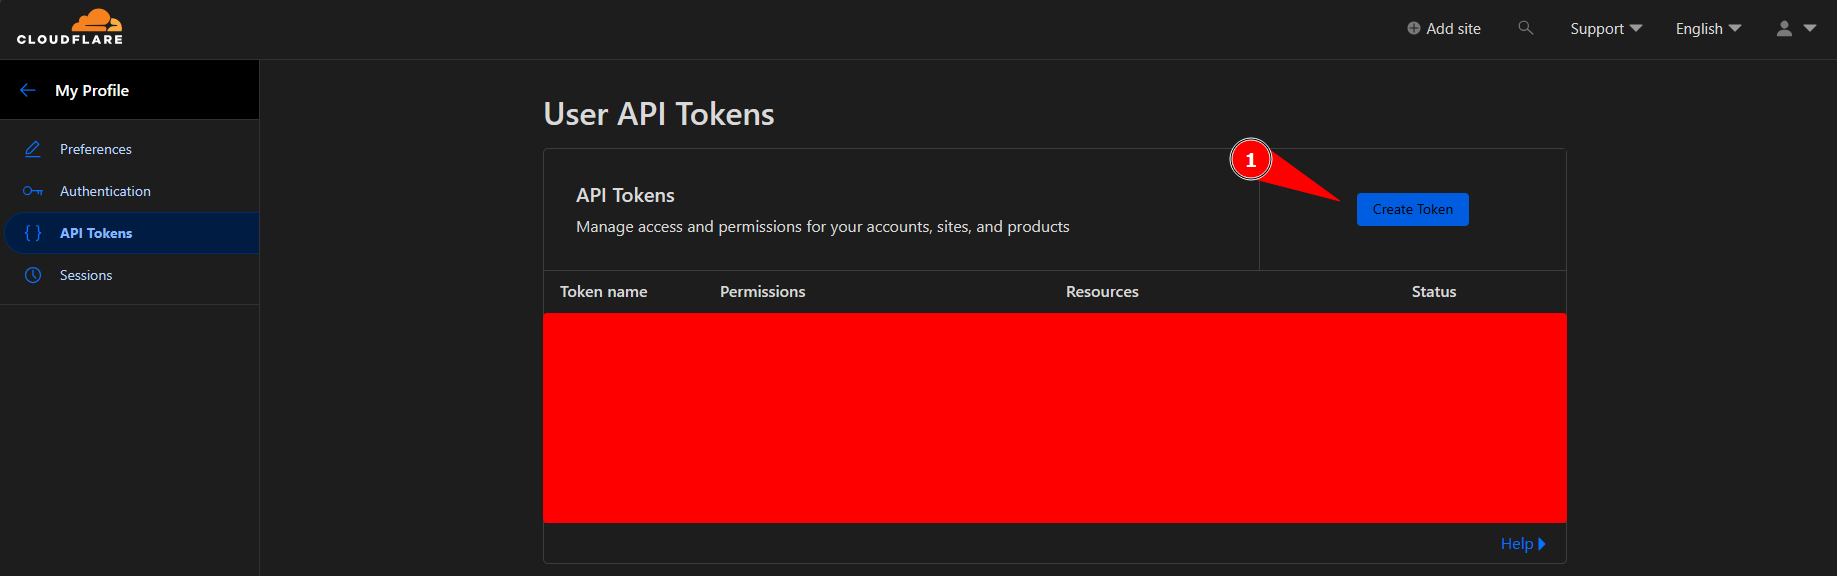 CLOUDFLARE
Add site
Support
English
My Profile
Preferences
Authentication
API Tokens
Sessions
User API Tokens
1
API Tokens
Manage access and permissions for your accounts, sites, and products
Create Token
Token name Permissions Resources Status
Help